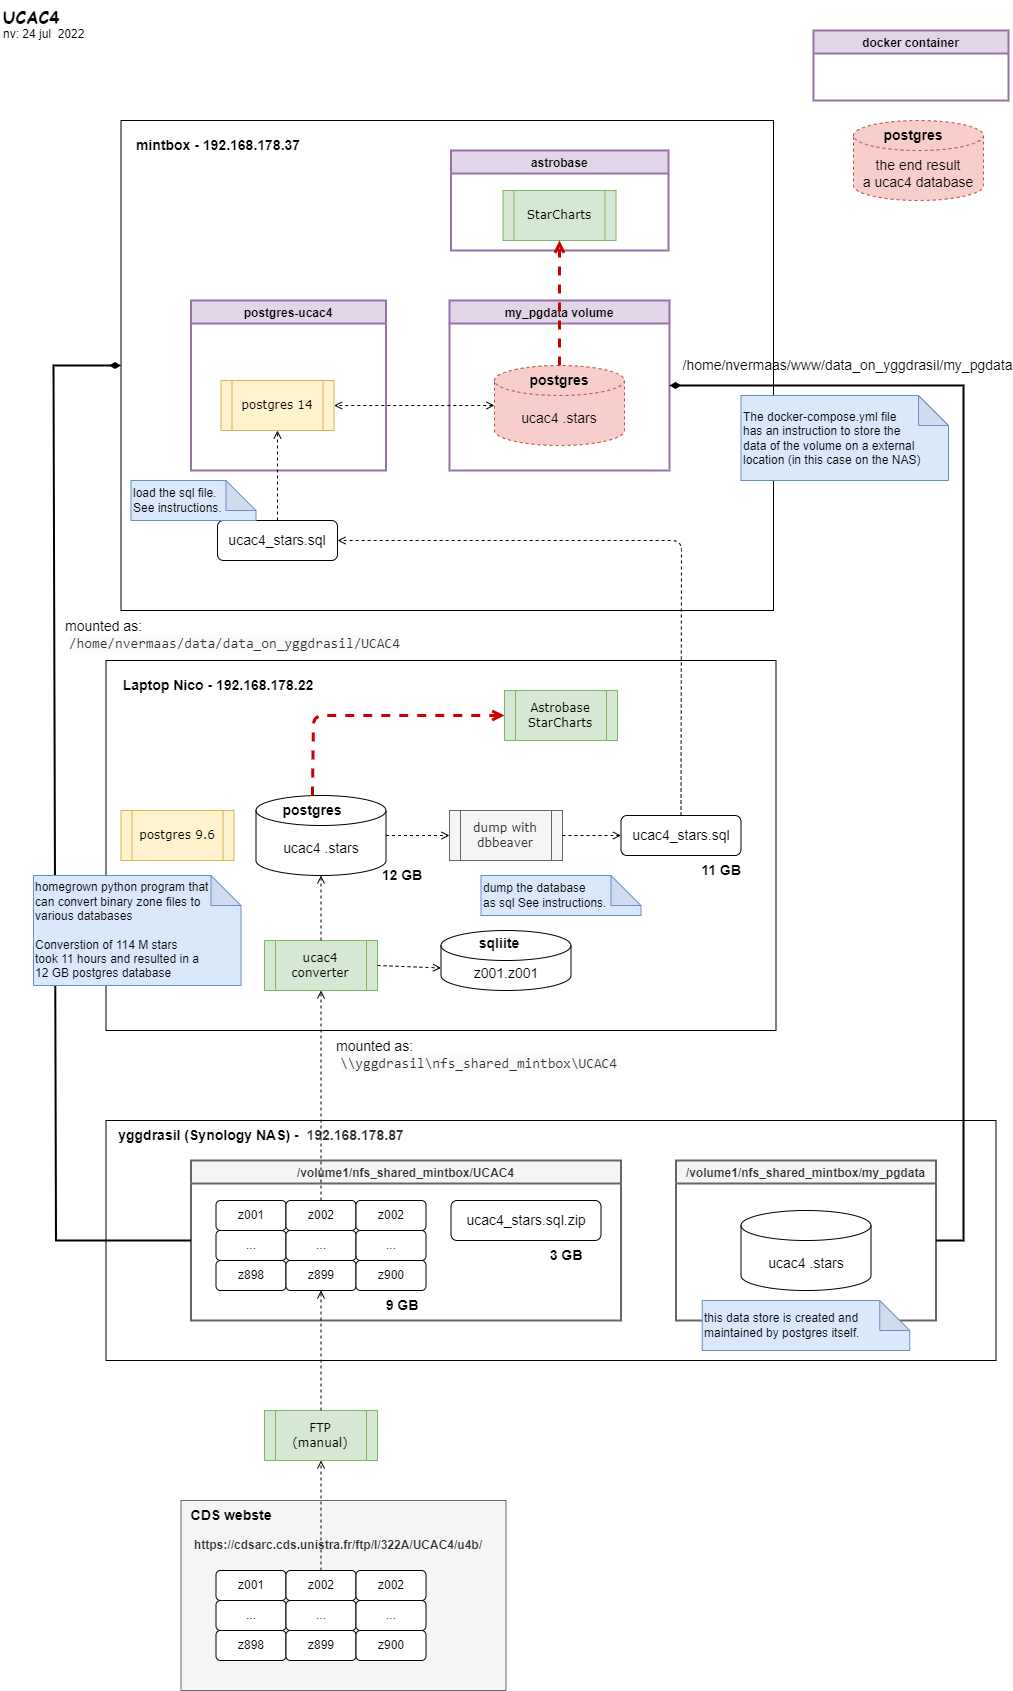 UCAC4
nv: 24 jul  2022
docker container
postgres
the end result
a ucac4 database
mintbox - 192.168.178.37
astrobase
StarCharts
postgres-ucac4
my_pgdata volume
postgres
ucac4 .stars
postgres 14
/home/nvermaas/www/data_on_yggdrasil/my_pgdata
The docker-compose.yml file
has an instruction to store the
data of the volume on a external
location (in this case on the NAS)
load the sql file.
See instructions.
ucac4_stars.sql
mounted as:
/home/nvermaas/data/data_on_yggdrasil/UCAC4
Laptop Nico - 192.168.178.22
Astrobase
StarCharts
postgres 9.6
postgres
ucac4 .stars
12 GB
dump with
dbbeaver
ucac4_stars.sql
11 GB
dump the database
as sql See instructions.
homegrown python program that
can convert binary zone files to
various databases
Converstion of 114 M stars
took 11 hours and resulted in a
12 GB postgres database
ucac4
converter
sqliite
z001.z001
mounted as:
\\yggdrasil\nfs_shared_mintbox\UCAC4
yggdrasil (Synology NAS) -  192.168.178.87
/volume1/nfs_shared_mintbox/UCAC4
z001
z002
z002
...
...
...
z898
z899
z900
9 GB
ucac4_stars.sql.zip
3 GB
/volume1/nfs_shared_mintbox/my_pgdata
ucac4 .stars
this data store is created and
maintained by postgres itself.
FTP
(manual)
CDS webste
https://cdsarc.cds.unistra.fr/ftp/I/322A/UCAC4/u4b/
z001
z002
z002
...
...
...
z898
z899
z900